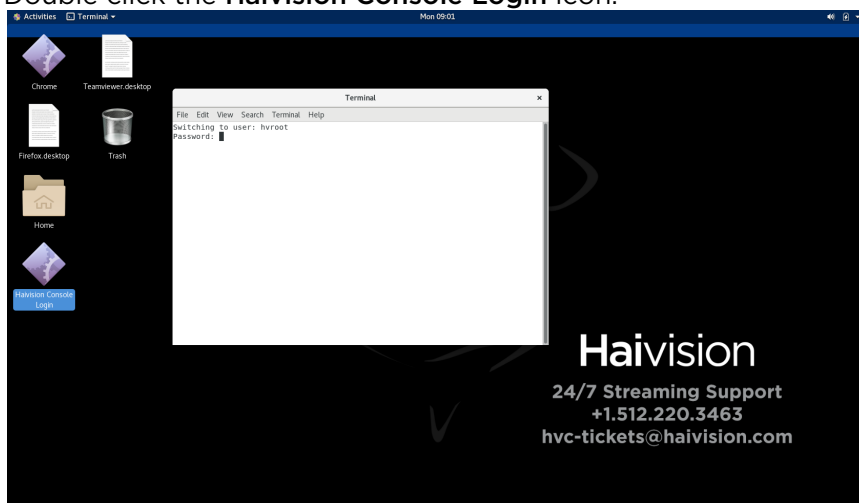 Double click the Haivision Console Login icon.
Activities Terminal Mon 09:01
Chrome Teamviewer.desktop
Terminal
File Edit View Search Terminal Help
Switching to user: hvroot
Password:
Firefox.desktop Trash
Home
Haivision Console
Login
Haivision
24/7 Streaming Support
+1.512.220.3463
hvc-tickets@haivision.com